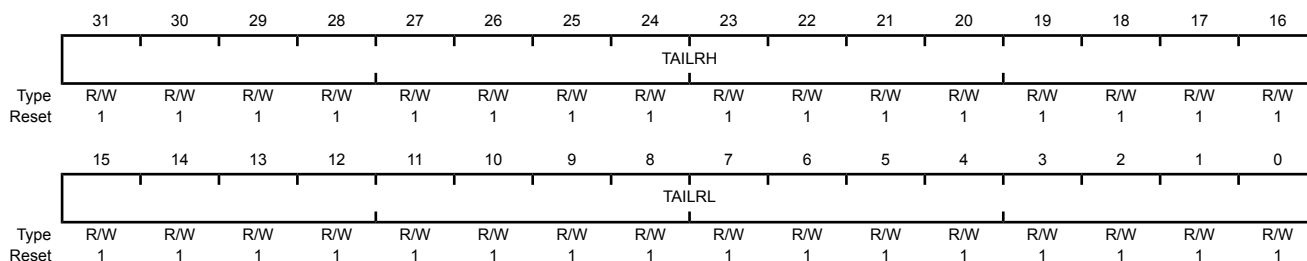 31 30 29 28 27 26 25 24 23 22 21 20 19 18 17 16
TAILRH
Type R/W R/W R/W R/W R/W R/W R/W R/W R/W R/W R/W R/W R/W R/W R/W R/W
Reset 1 1 1 1 1 1 1 1 1 1 1 1 1 1 1 1
15 14 13 12 11 10 9 8 7 6 5 4 3 2 1 0
TAILRL
Type R/W R/W R/W R/W R/W R/W R/W R/W R/W R/W R/W R/W R/W R/W R/W R/W
Reset 1 1 1 1 1 1 1 1 1 1 1 1 1 1 1 1